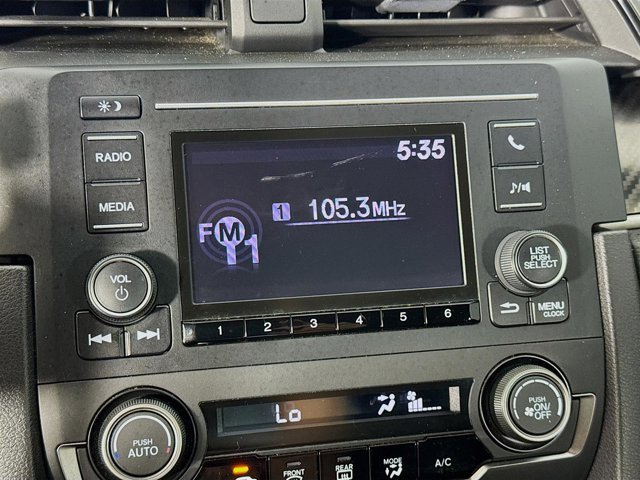 5:35
RADIO
MEDIA
1 105.3MHz
FM1
VOL
LIST
PUSH
SELECT
MENU
CLOCK
1 2 3 4 5 6
Lo
PUSH
AUTO
PUSH
ON/
OFF
FRONT
REAR
MODE
A/C